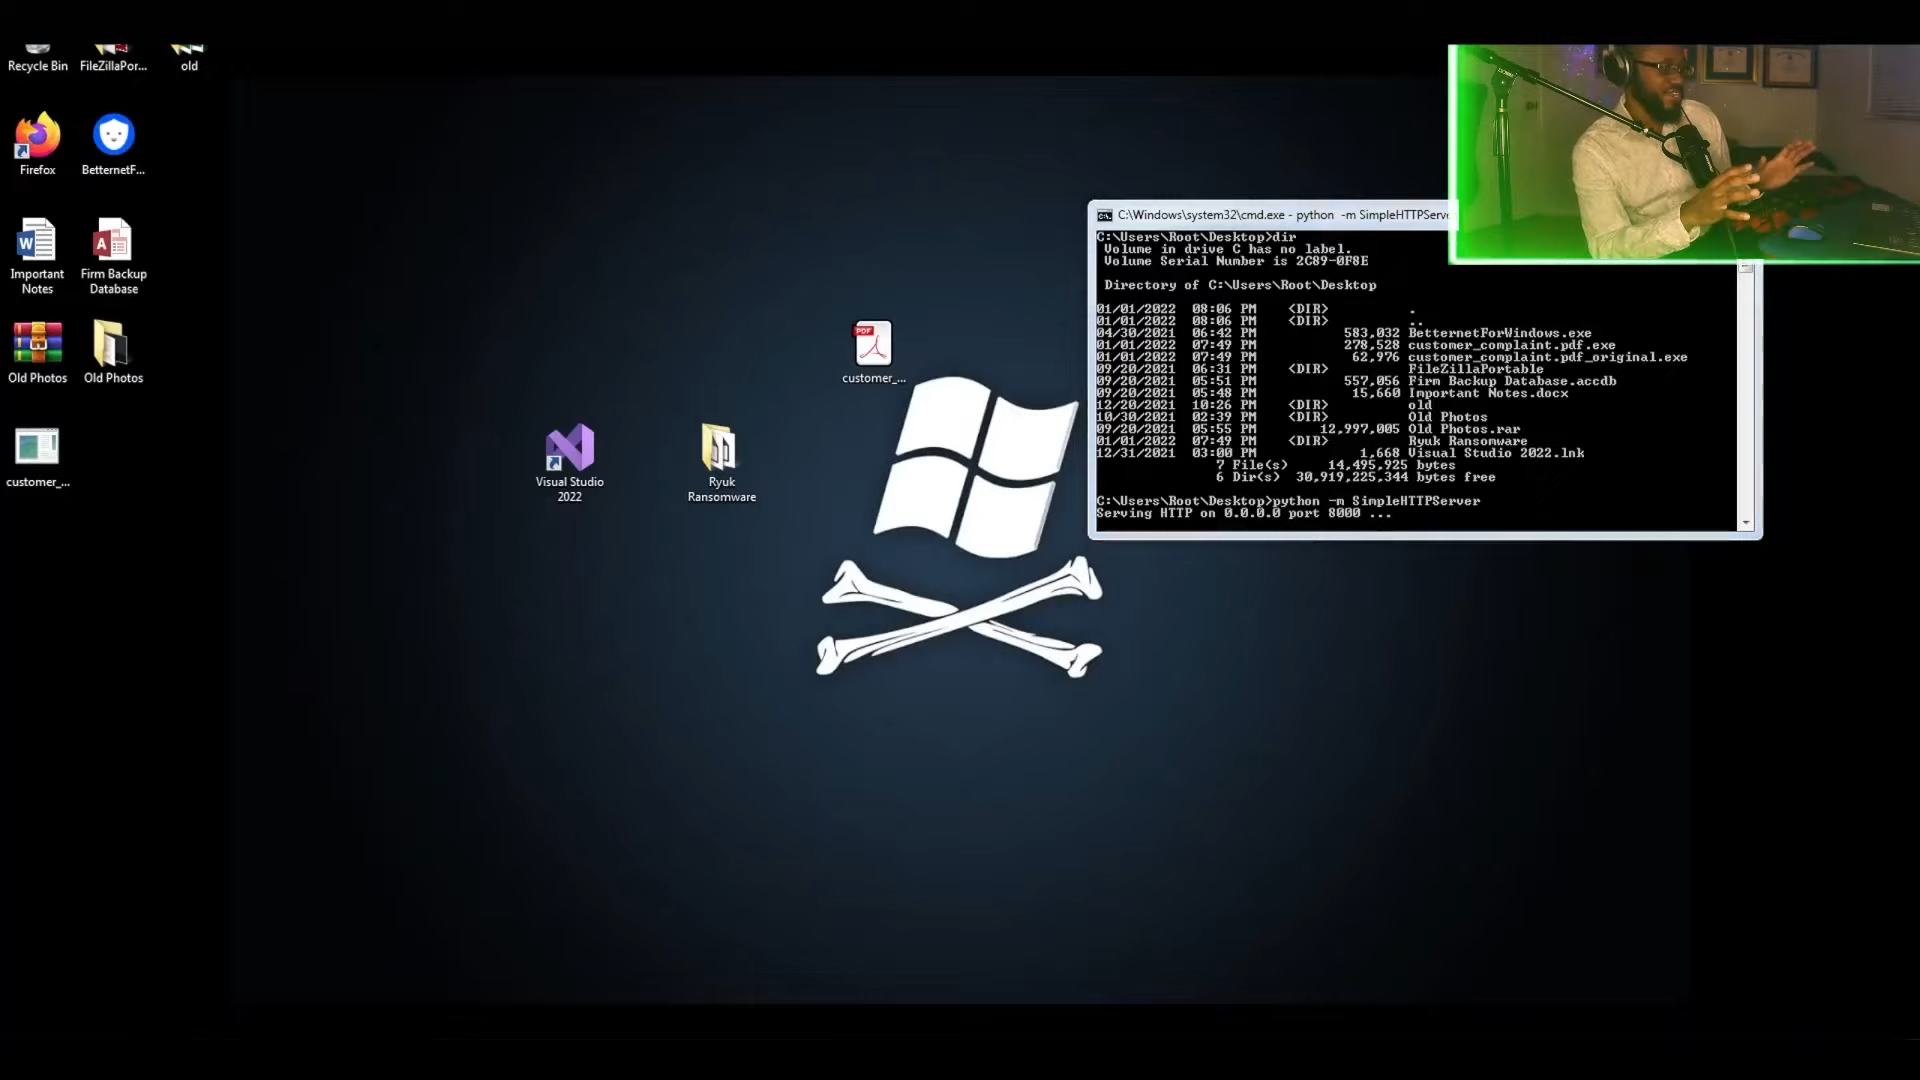 Recycle Bin
FileZillaPor...
old
Firefox
BetternetF...
Important
Notes
Firm Backup
Database
Old Photos
Old Photos
customer_...
PDF
customer_...
Visual Studio
2022
Ryuk
Ransomware
C:\Windows\system32\cmd.exe - python -m SimpleHTTPServe
C:\Users\Root\Desktop>dir
Volume in drive C has no label.
Volume Serial Number is 2C89-0F8E
Directory of C:\Users\Root\Desktop
01/01/2022 08:06 PM <DIR> .
01/01/2022 08:06 PM <DIR> ..
04/30/2021 06:42 PM 583,032 BetternetForWindows.exe
01/01/2022 07:49 PM 278,528 customer_complaint.pdf.exe
01/01/2022 07:49 PM 62,976 customer_complaint.pdf_original.exe
09/20/2021 06:31 PM <DIR> FileZillaPortable
09/20/2021 05:51 PM 557,056 Firm Backup Database.accdb
09/20/2021 05:48 PM 15,660 Important Notes.docx
12/20/2021 10:26 PM <DIR> old
10/30/2021 02:39 PM <DIR> Old Photos
09/20/2021 05:55 PM 12,997,005 Old Photos.rar
01/01/2022 07:49 PM <DIR> Ryuk Ransomware
12/31/2021 03:00 PM 1,668 Visual Studio 2022.lnk
7 File(s) 14,495,925 bytes
6 Dir(s) 30,919,225,344 bytes free
C:\Users\Root\Desktop>python -m SimpleHTTPServer
Serving HTTP on 0.0.0.0 port 8000 ...